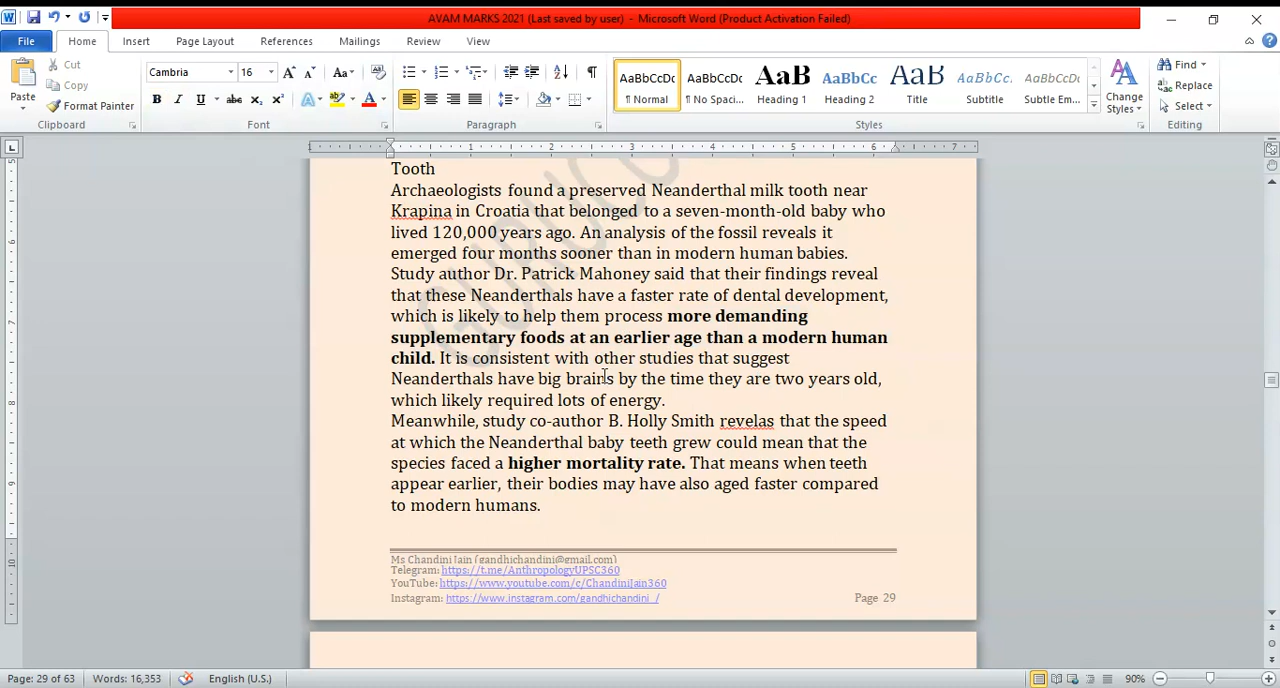 AVAM MARKS 2021 (Last saved by user) - Microsoft Word (Product Activation Failed)
File Home Insert Page Layout References Mailings Review View
Cut
Copy
Format Painter
Paste
Clipboard
Cambria 16
Font
Paragraph
AaBbCcDc AaBbCcDc AaB AaBbCc AaB AaBbCc. AaBbCcDc
¶ Normal ¶ No Spaci... Heading 1 Heading 2 Title Subtitle Subtle Em...
Change
Styles
Styles
Find
Replace
Select
Editing
Tooth
Archaeologists found a preserved Neanderthal milk tooth near
Krapina in Croatia that belonged to a seven-month-old baby who
lived 120,000 years ago. An analysis of the fossil reveals it
emerged four months sooner than in modern human babies.
Study author Dr. Patrick Mahoney said that their findings reveal
that these Neanderthals have a faster rate of dental development,
which is likely to help them process more demanding
supplementary foods at an earlier age than a modern human
child. It is consistent with other studies that suggest
Neanderthals have big brains by the time they are two years old,
which likely required lots of energy.
Meanwhile, study co-author B. Holly Smith revelas that the speed
at which the Neanderthal baby teeth grew could mean that the
species faced a higher mortality rate. That means when teeth
appear earlier, their bodies may have also aged faster compared
to modern humans.
Ms Chandini Jain (gandhichandini@gmail.com)
Telegram: https://t.me/AnthropologyUPSC360
YouTube: https://www.youtube.com/c/ChandiniJain360
Instagram: https://www.instagram.com/gandhichandini_/
Page 29
Page: 29 of 63 Words: 16,353 English (U.S.) 90%